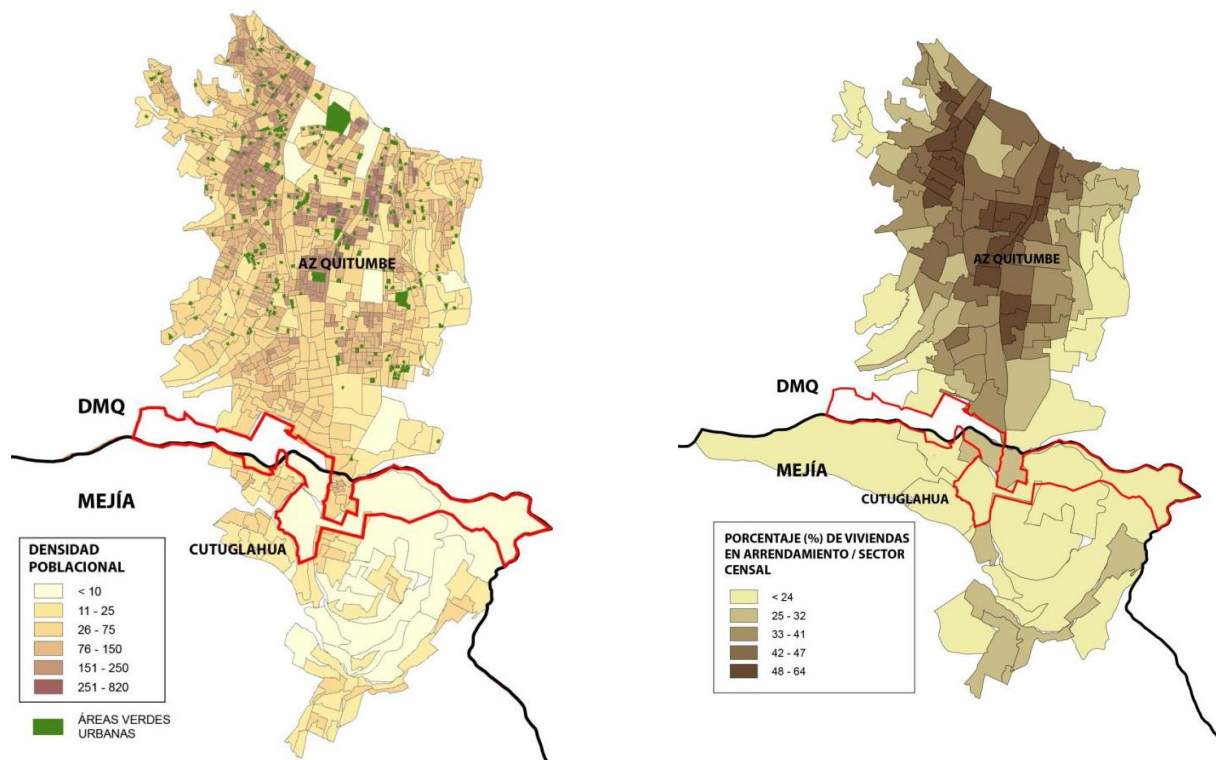 AZ QUITUMBE
DMQ
MEJÍA
CUTUGLAHUA
DENSIDAD
POBLACIONAL
< 10
11 - 25
26 - 75
76 - 150
151 - 250
251 - 820
ÁREAS VERDES
URBANAS
AZ QUITUMBE
DMQ
MEJÍA
CUTUGLAHUA
PORCENTAJE (%) DE VIVIENDAS
EN ARRENDAMIENTO / SECTOR
CENSAL
< 24
25 - 32
33 - 41
42 - 47
48 - 64